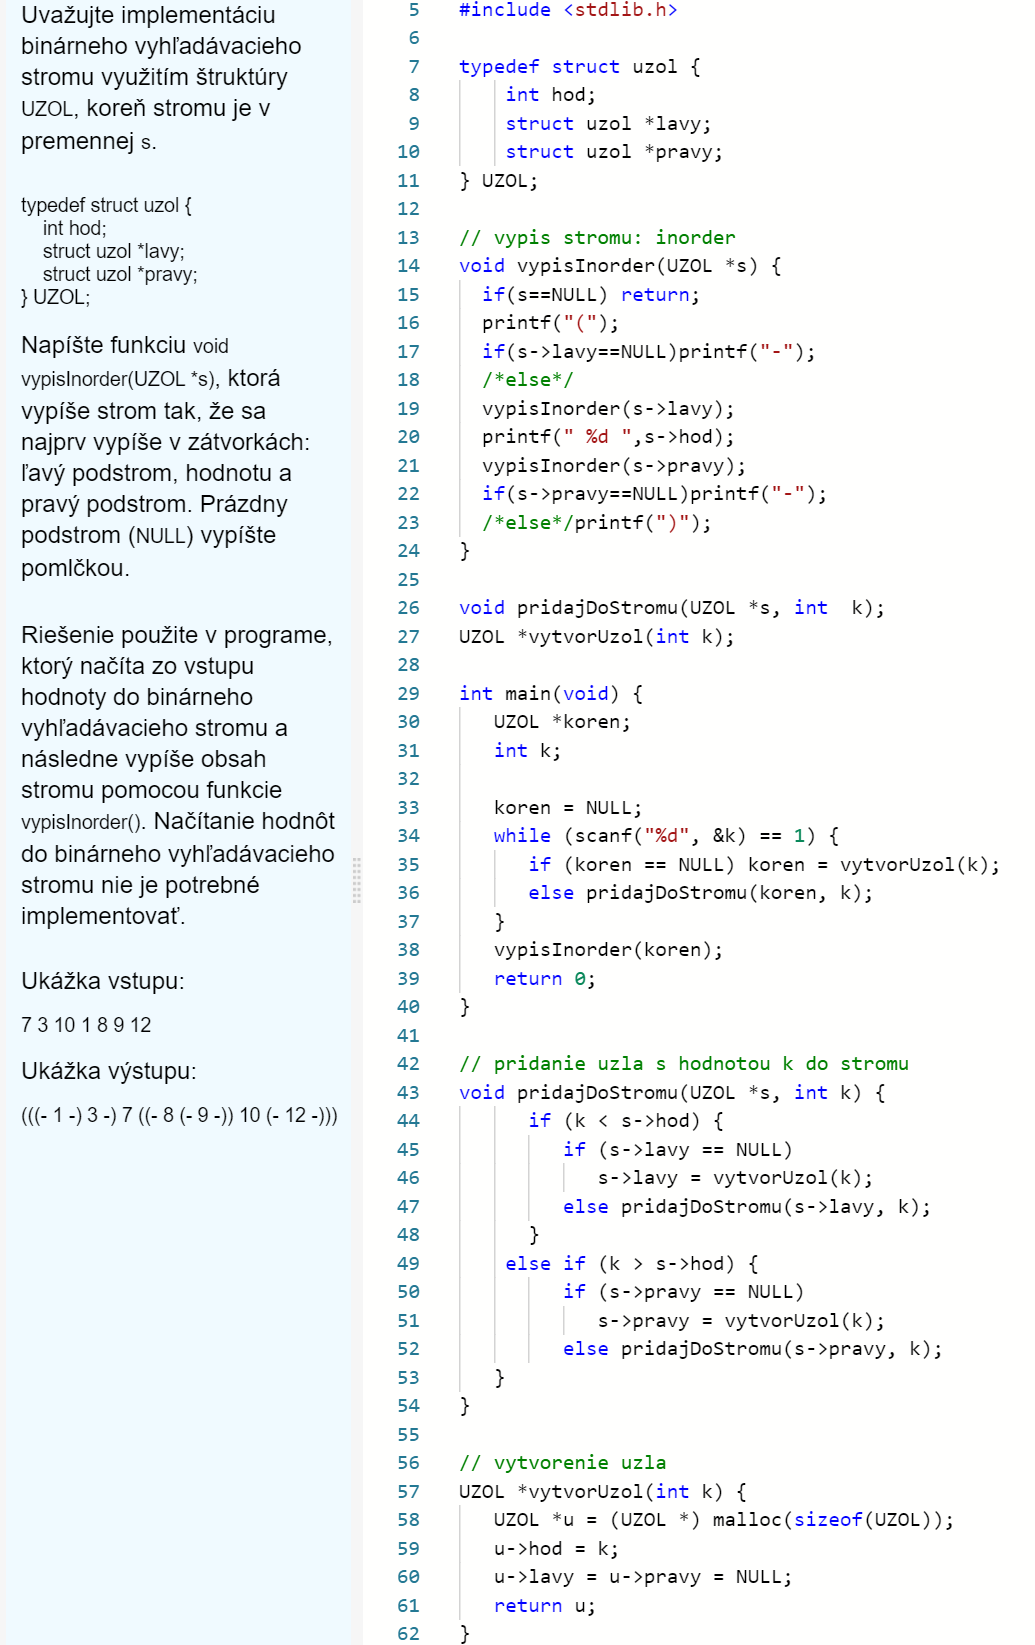 Uvažujte implementáciu
binárneho vyhľadávacieho
stromu využitím štruktúry
UZOL, koreň stromu je v
premennej s.
typedef struct uzol {
int hod;
struct uzol *lavy;
struct uzol *pravy;
} UZOL;
Napíšte funkciu void
vypisInorder(UZOL *s), ktorá
vypíše strom tak, že sa
najprv vypíše v zátvorkách:
ľavý podstrom, hodnotu a
pravý podstrom. Prázdny
podstrom (NULL) vypíšte
pomlčkou.
Riešenie použite v programe,
ktorý načíta zo vstupu
hodnoty do binárneho
vyhľadávacieho stromu a
následne vypíše obsah
stromu pomocou funkcie
vypisInorder(). Načítanie hodnôt
do binárneho vyhľadávacieho
stromu nie je potrebné
implementovať.
Ukážka vstupu:
7 3 10 1 8 9 12
Ukážka výstupu:
(((- 1 -) 3 -) 7 ((- 8 (- 9 -)) 10 (- 12 -)))
5 #include <stdlib.h>
6
7 typedef struct uzol {
8 int hod;
9 struct uzol *lavy;
10 struct uzol *pravy;
11 } UZOL;
12
13 // vypis stromu: inorder
14 void vypisInorder(UZOL *s) {
15 if(s==NULL) return;
16 printf("(");
17 if(s->lavy==NULL)printf("-");
18 /*else*/
19 vypisInorder(s->lavy);
20 printf(" %d ",s->hod);
21 vypisInorder(s->pravy);
22 if(s->pravy==NULL)printf("-");
23 /*else*/printf(")");
24 }
25
26 void pridajDoStromu(UZOL *s, int  k);
27 UZOL *vytvorUzol(int k);
28
29 int main(void) {
30 UZOL *koren;
31 int k;
32
33 koren = NULL;
34 while (scanf("%d", &k) == 1) {
35 if (koren == NULL) koren = vytvorUzol(k);
36 else pridajDoStromu(koren, k);
37 }
38 vypisInorder(koren);
39 return 0;
40 }
41
42 // pridanie uzla s hodnotou k do stromu
43 void pridajDoStromu(UZOL *s, int k) {
44 if (k < s->hod) {
45 if (s->lavy == NULL)
46 s->lavy = vytvorUzol(k);
47 else pridajDoStromu(s->lavy, k);
48 }
49 else if (k > s->hod) {
50 if (s->pravy == NULL)
51 s->pravy = vytvorUzol(k);
52 else pridajDoStromu(s->pravy, k);
53 }
54 }
55
56 // vytvorenie uzla
57 UZOL *vytvorUzol(int k) {
58 UZOL *u = (UZOL *) malloc(sizeof(UZOL));
59 u->hod = k;
60 u->lavy = u->pravy = NULL;
61 return u;
62 }